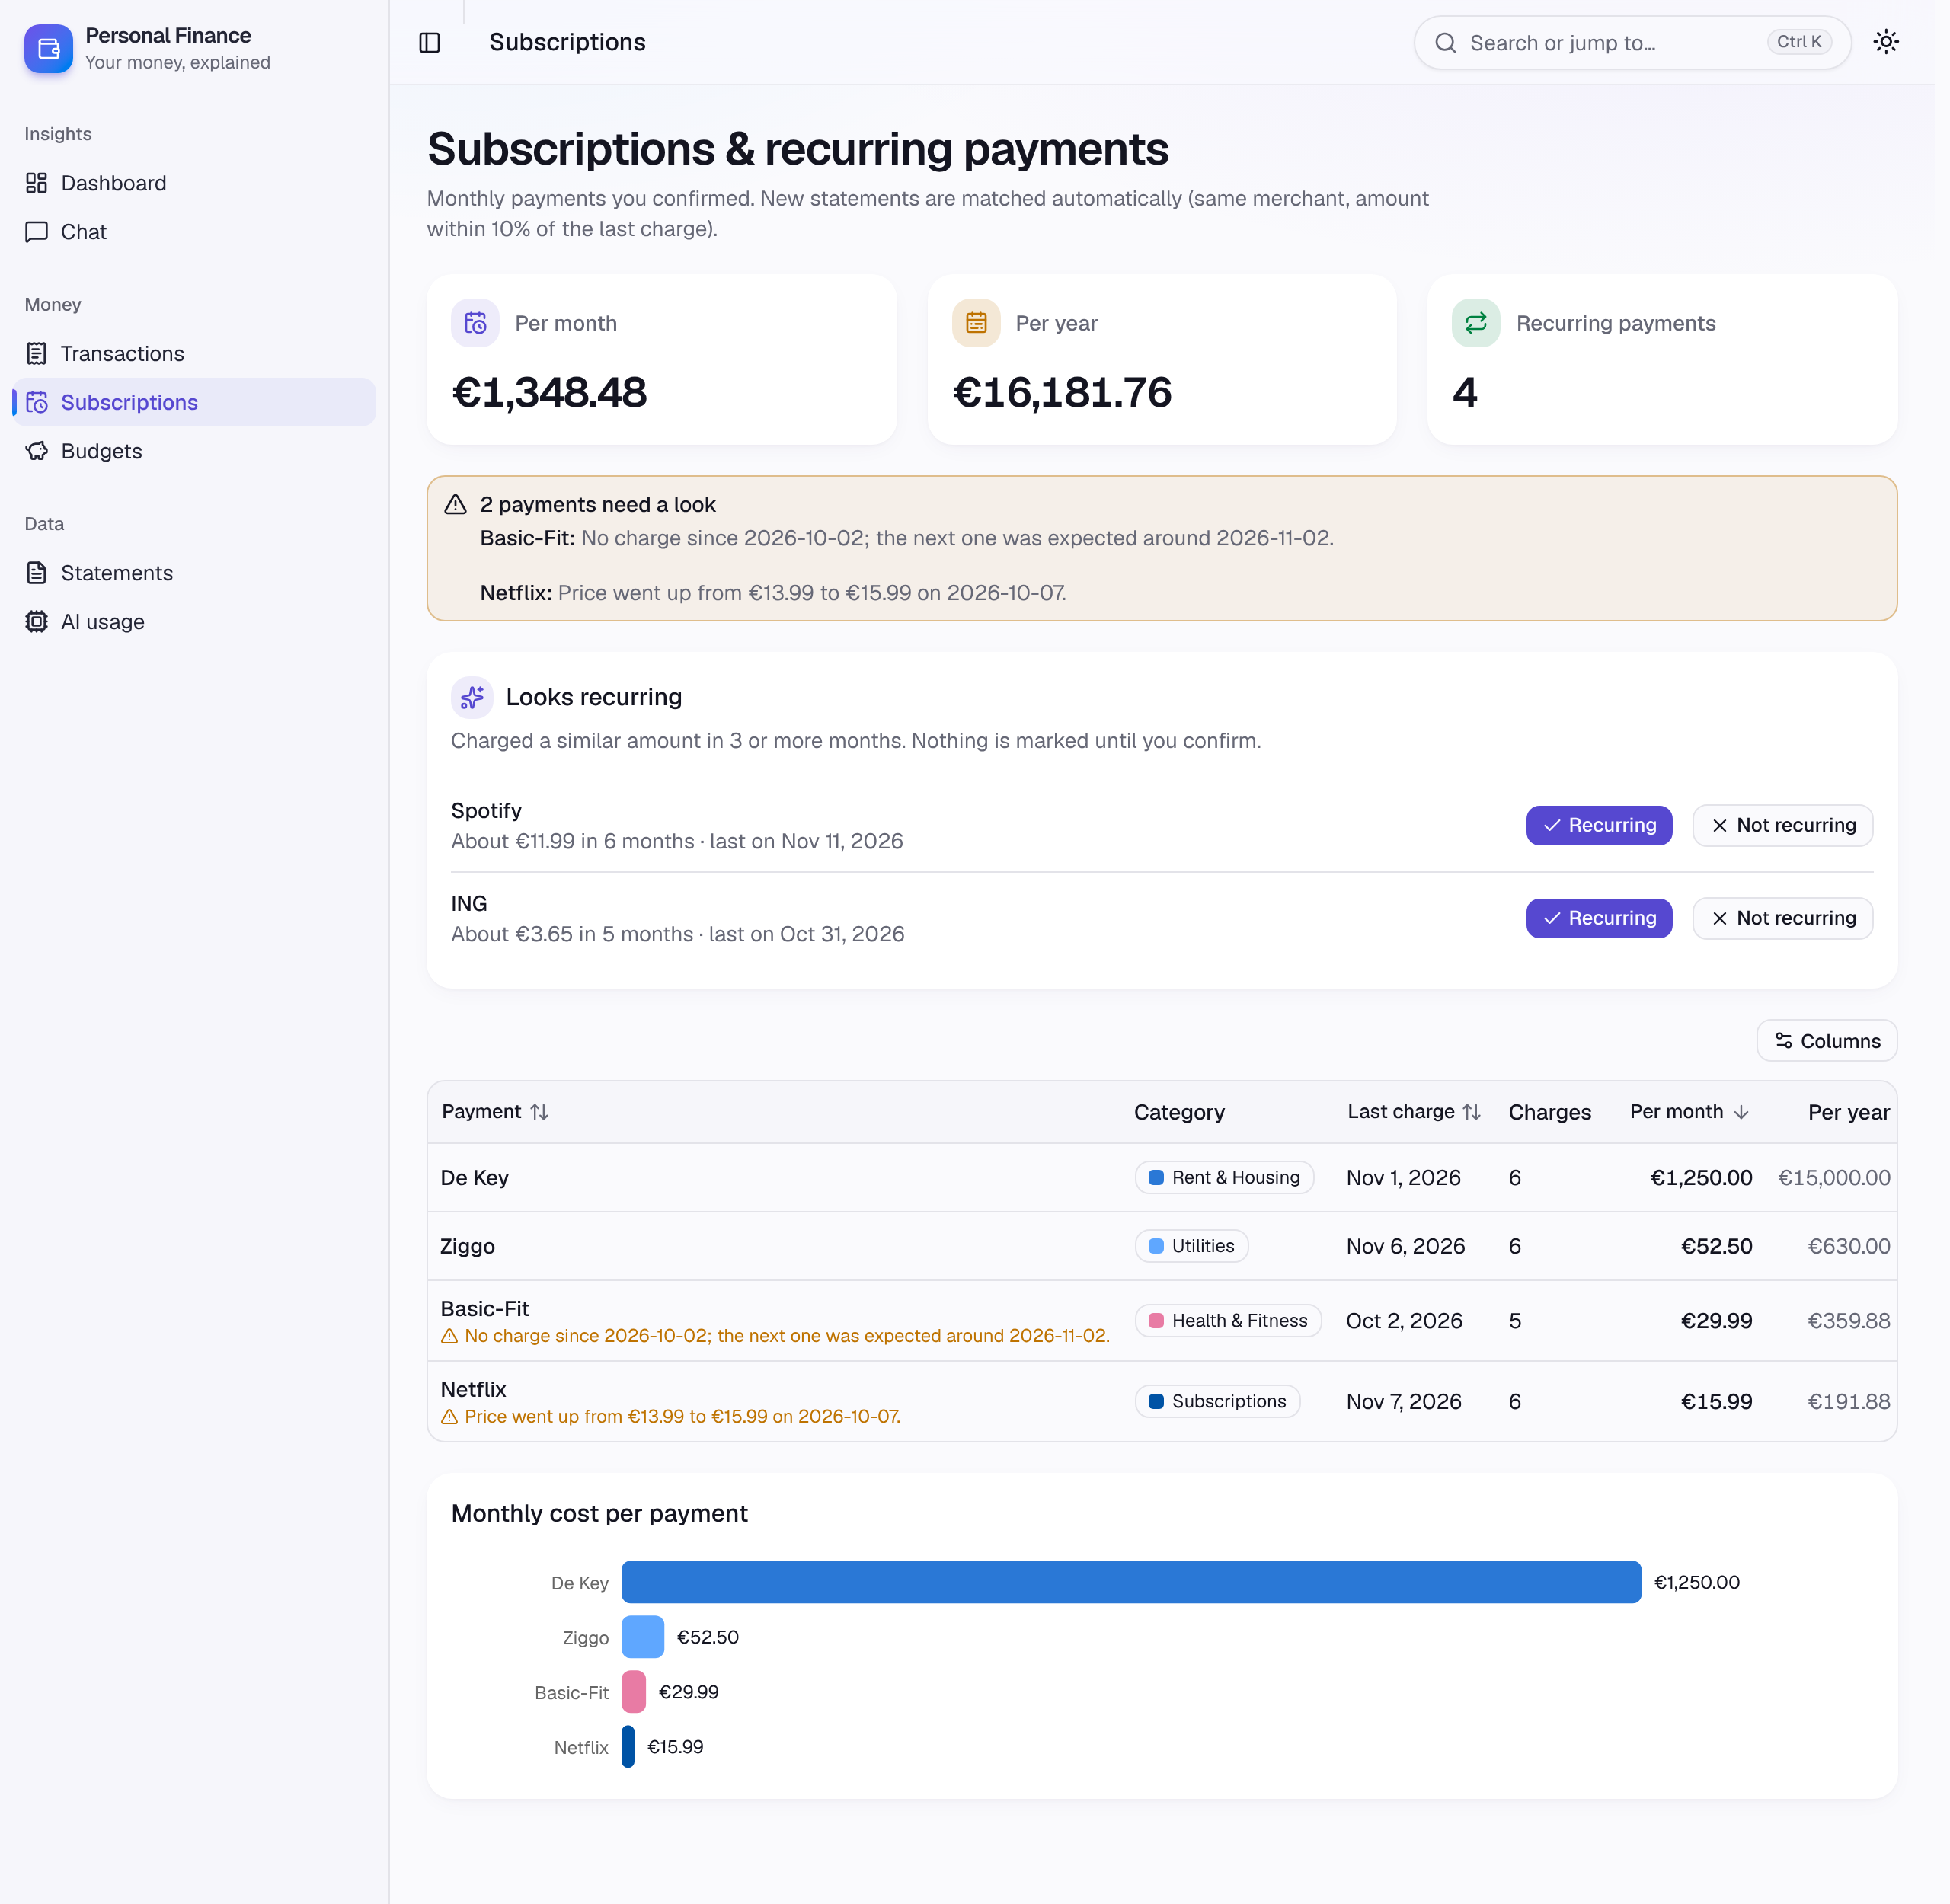 Personal Finance
Your money, explained
Insights
Dashboard
Chat
Money
Transactions
Subscriptions
Budgets
Data
Statements
AI usage
Subscriptions
Search or jump to...
Ctrl K
Subscriptions & recurring payments
Monthly payments you confirmed. New statements are matched automatically (same merchant, amount
within 10% of the last charge).
Per month
€1,348.48
Per year
€16,181.76
Recurring payments
4
2 payments need a look
Basic-Fit: No charge since 2026-10-02; the next one was expected around 2026-11-02.
Netflix: Price went up from €13.99 to €15.99 on 2026-10-07.
Looks recurring
Charged a similar amount in 3 or more months. Nothing is marked until you confirm.
Spotify
About €11.99 in 6 months · last on Nov 11, 2026
Recurring
Not recurring
ING
About €3.65 in 5 months · last on Oct 31, 2026
Recurring
Not recurring
Columns
Payment Category Last charge Charges Per month Per year
De Key Rent & Housing Nov 1, 2026 6 €1,250.00 €15,000.00
Ziggo Utilities Nov 6, 2026 6 €52.50 €630.00
Basic-Fit Health & Fitness Oct 2, 2026 5 €29.99 €359.88
No charge since 2026-10-02; the next one was expected around 2026-11-02.
Netflix Subscriptions Nov 7, 2026 6 €15.99 €191.88
Price went up from €13.99 to €15.99 on 2026-10-07.
Monthly cost per payment
De Key €1,250.00
Ziggo €52.50
Basic-Fit €29.99
Netflix €15.99